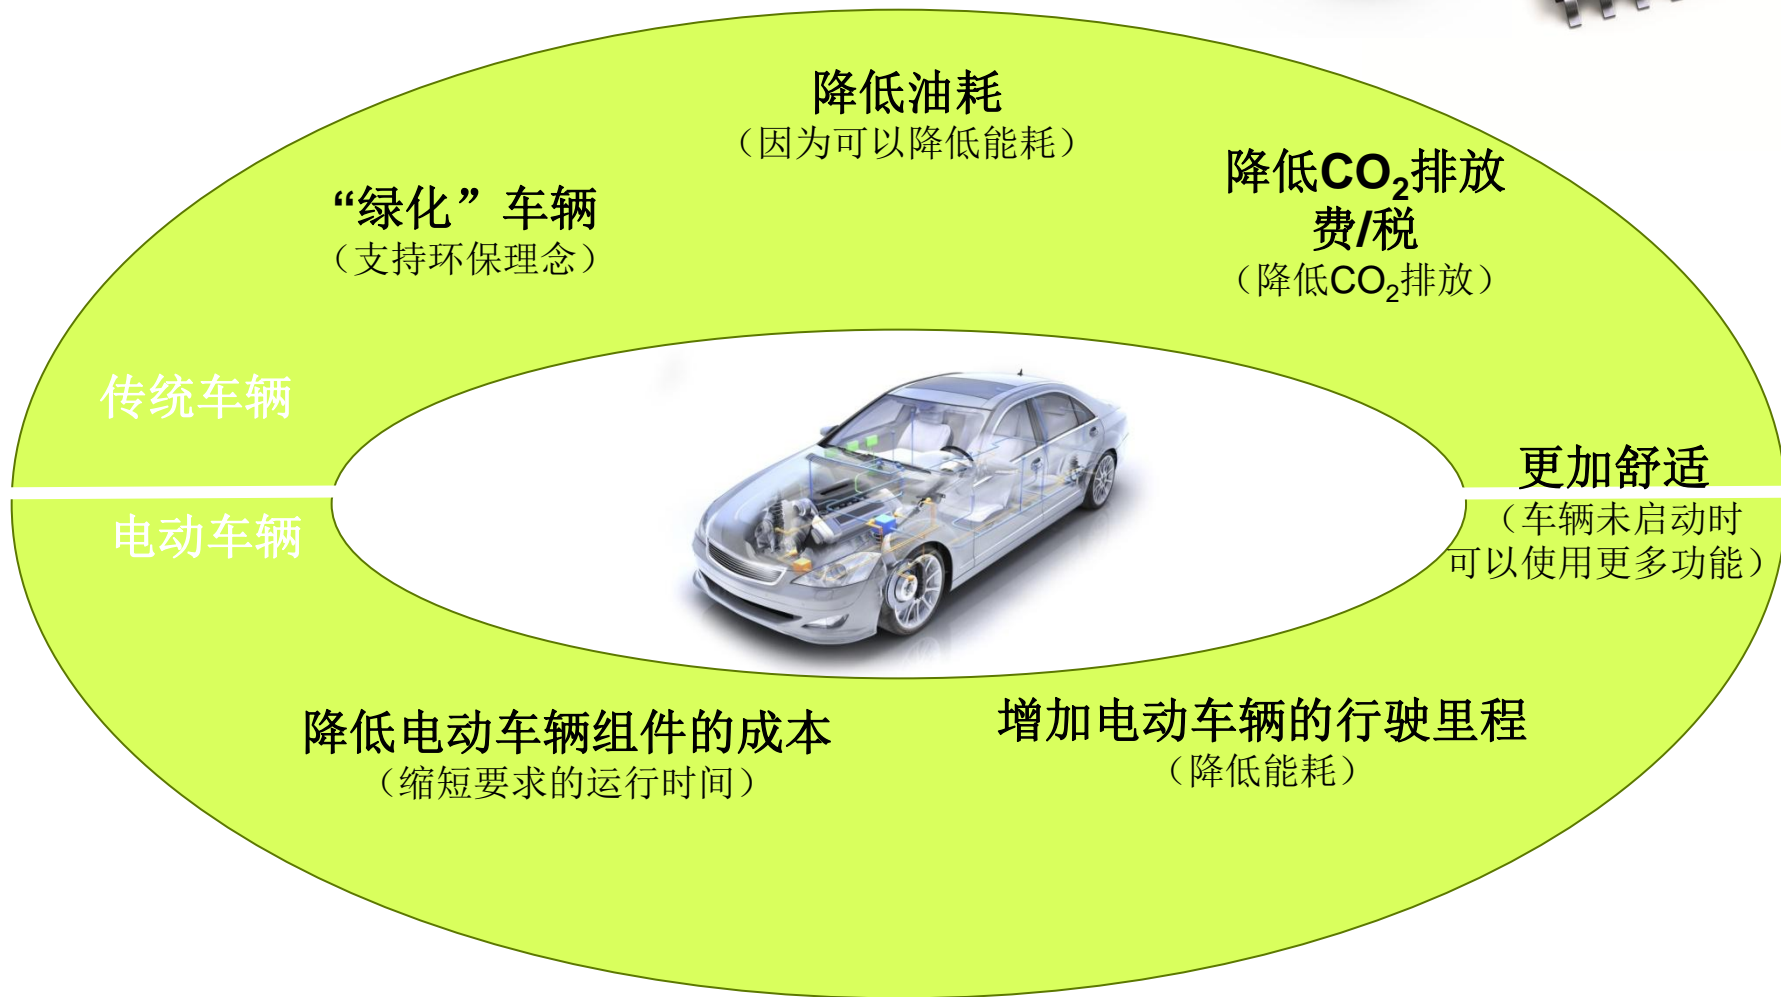 降低油耗
（因为可以降低能耗）
“绿化”车辆
（支持环保理念）
降低CO₂排放
费/税
（降低CO₂排放）
传统车辆
电动车辆
更加舒适
（车辆未启动时
可以使用更多功能）
降低电动车辆组件的成本
（缩短要求的运行时间）
增加电动车辆的行驶里程
（降低能耗）